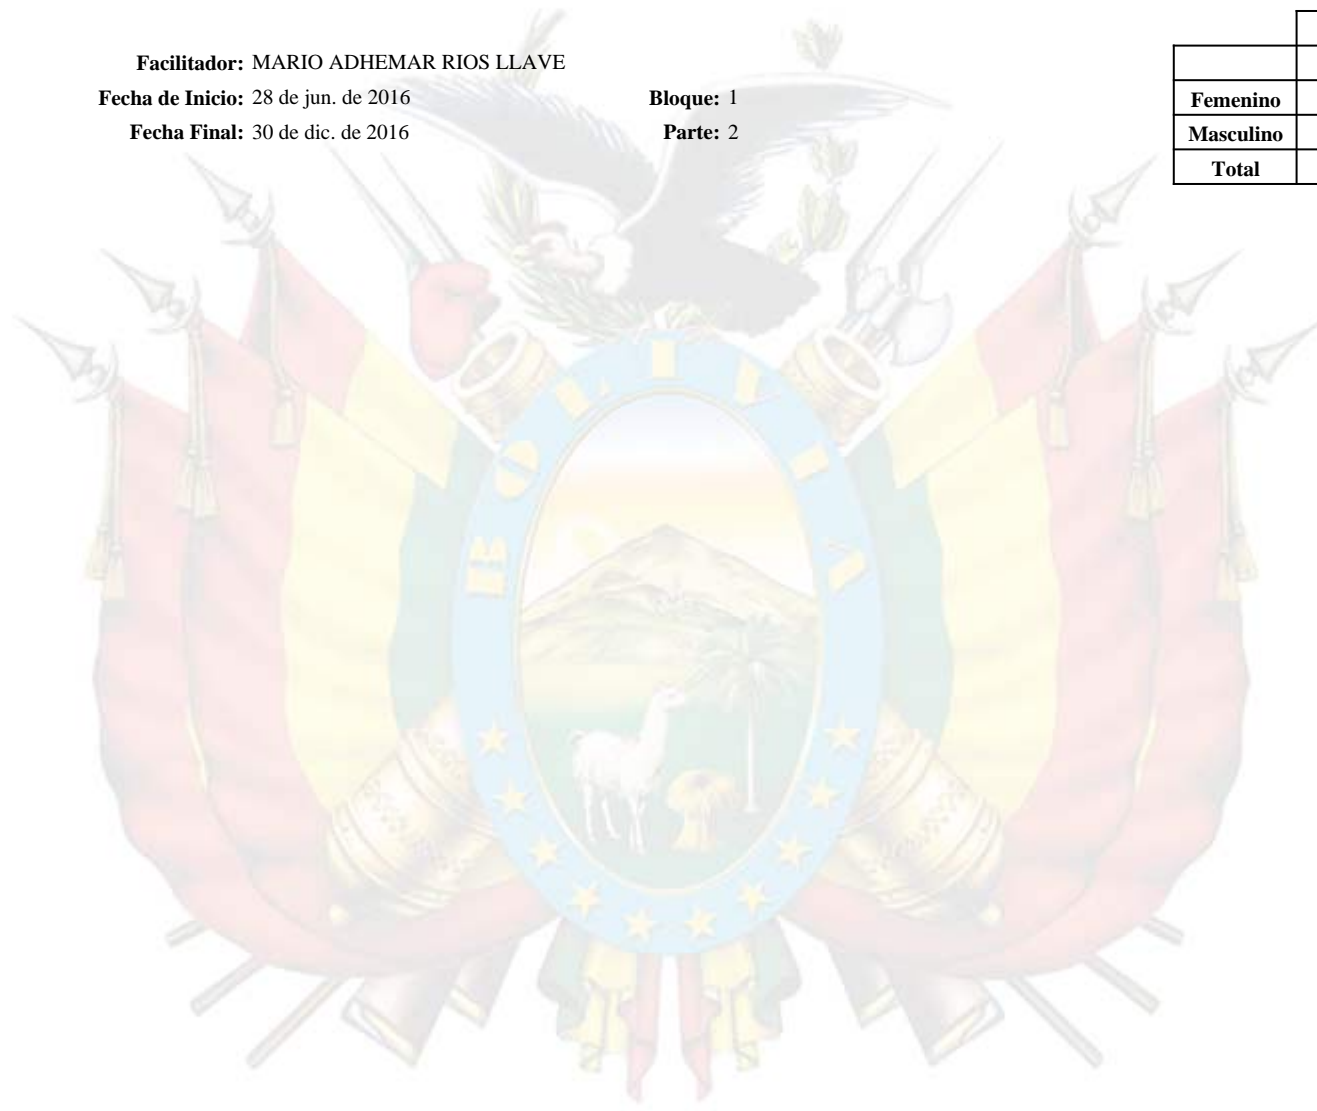 Facilitador: MARIO ADHEMAR RIOS LLAVE
Fecha de Inicio: 28 de jun. de 2016 Bloque: 1
Fecha Final: 30 de dic. de 2016 Parte: 2
Femenino
Masculino
Total
BOLIVIA